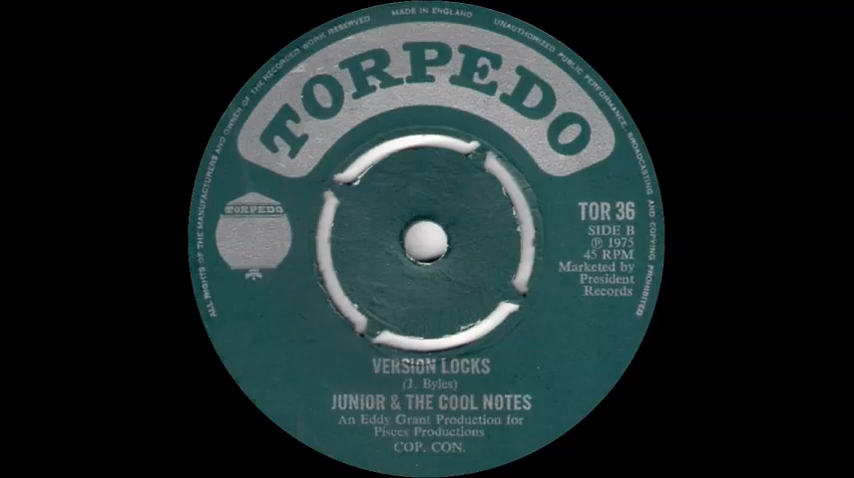 ALL RIGHTS OF THE MANUFACTURERS AND OWNER OF THE RECORDED WORK RESERVED
MADE IN ENGLAND
UNAUTHORIZED PUBLIC PERFORMANCE, BROADCASTING AND COPYING PROHIBITED
TORPEDO
TORPEDO
TOR 36
SIDE B
℗ 1975
45 RPM
Marketed by
President
Records
VERSION LOCKS
(J. Byles)
JUNIOR & THE COOL NOTES
An Eddy Grant Production for
Pisces Productions
COP. CON.